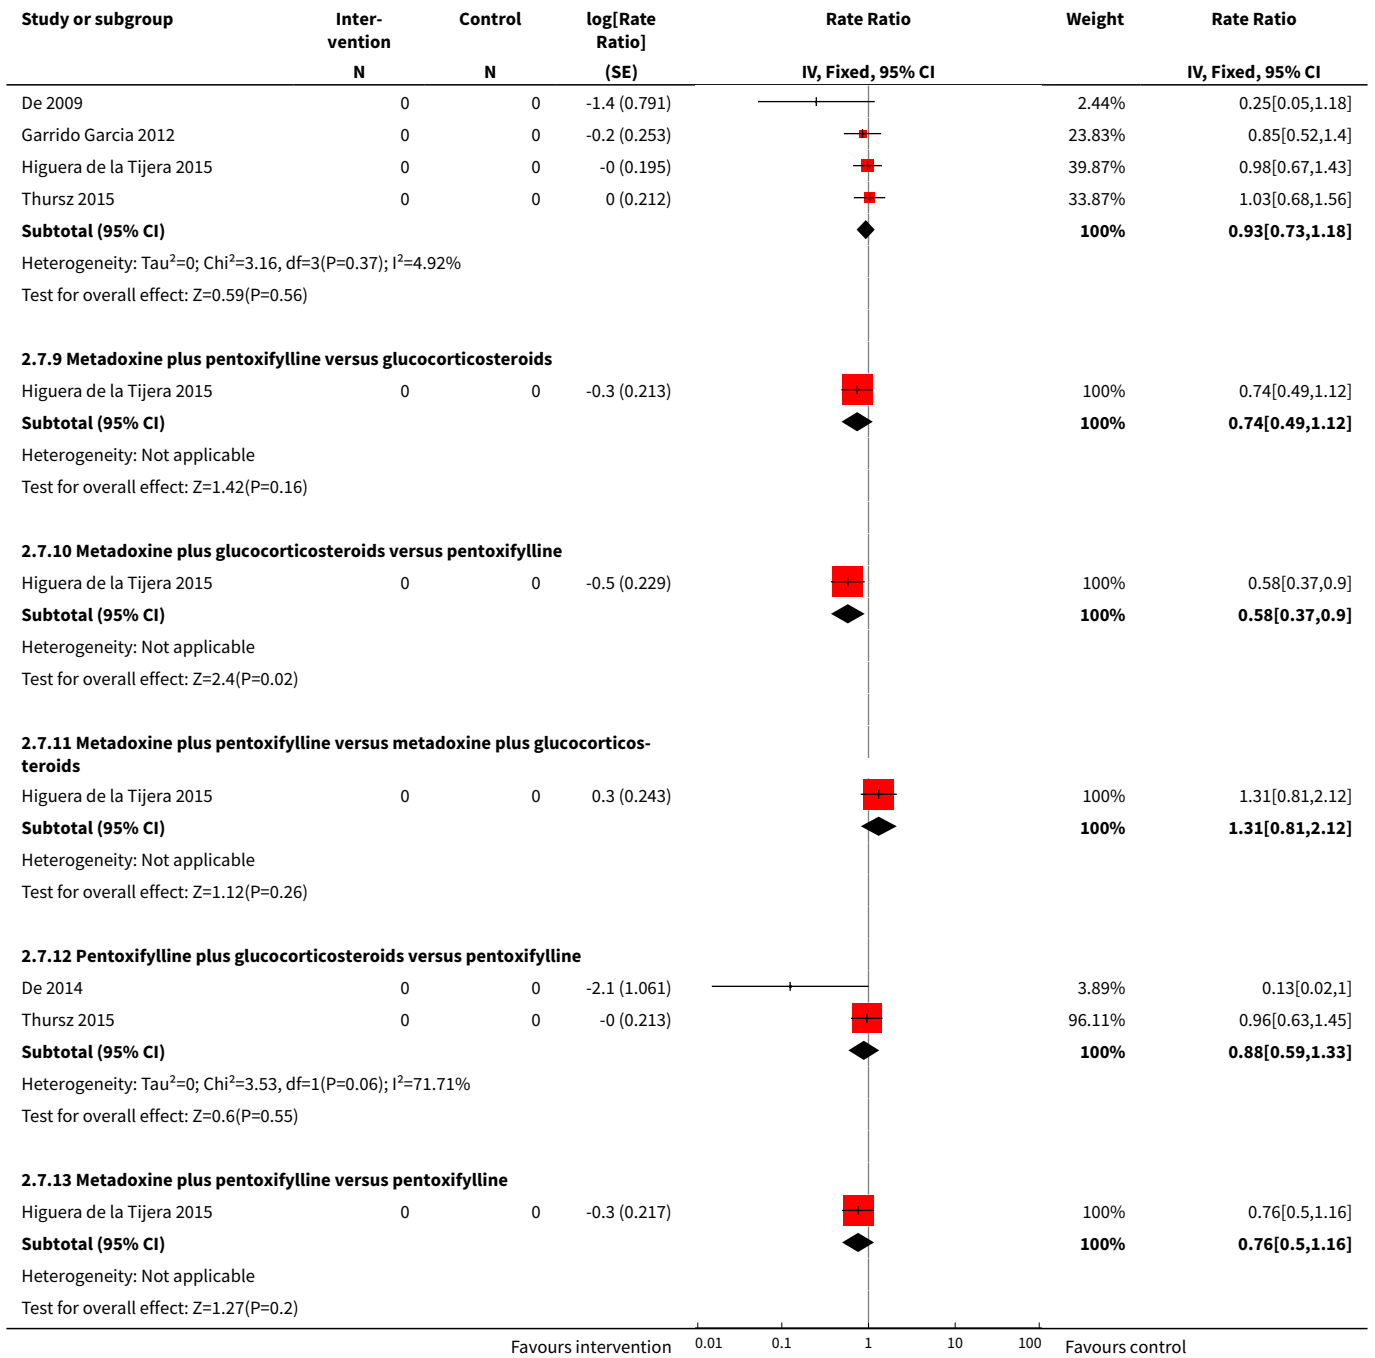 Study or subgroup Inter- Control log[Rate Rate Ratio Weight Rate Ratio
vention Ratio]
N N (SE) IV, Fixed, 95% CI IV, Fixed, 95% CI
De 2009 0 0 -1.4 (0.791) 2.44% 0.25[0.05,1.18]
Garrido Garcia 2012 0 0 -0.2 (0.253) 23.83% 0.85[0.52,1.4]
Higuera de la Tijera 2015 0 0 -0 (0.195) 39.87% 0.98[0.67,1.43]
Thursz 2015 0 0 0 (0.212) 33.87% 1.03[0.68,1.56]
Subtotal (95% CI) 100% 0.93[0.73,1.18]
Heterogeneity: Tau²=0; Chi²=3.16, df=3(P=0.37); I²=4.92%
Test for overall effect: Z=0.59(P=0.56)
2.7.9 Metadoxine plus pentoxifylline versus glucocorticosteroids
Higuera de la Tijera 2015 0 0 -0.3 (0.213) 100% 0.74[0.49,1.12]
Subtotal (95% CI) 100% 0.74[0.49,1.12]
Heterogeneity: Not applicable
Test for overall effect: Z=1.42(P=0.16)
2.7.10 Metadoxine plus glucocorticosteroids versus pentoxifylline
Higuera de la Tijera 2015 0 0 -0.5 (0.229) 100% 0.58[0.37,0.9]
Subtotal (95% CI) 100% 0.58[0.37,0.9]
Heterogeneity: Not applicable
Test for overall effect: Z=2.4(P=0.02)
2.7.11 Metadoxine plus pentoxifylline versus metadoxine plus glucocorticos-
teroids
Higuera de la Tijera 2015 0 0 0.3 (0.243) 100% 1.31[0.81,2.12]
Subtotal (95% CI) 100% 1.31[0.81,2.12]
Heterogeneity: Not applicable
Test for overall effect: Z=1.12(P=0.26)
2.7.12 Pentoxifylline plus glucocorticosteroids versus pentoxifylline
De 2014 0 0 -2.1 (1.061) 3.89% 0.13[0.02,1]
Thursz 2015 0 0 -0 (0.213) 96.11% 0.96[0.63,1.45]
Subtotal (95% CI) 100% 0.88[0.59,1.33]
Heterogeneity: Tau²=0; Chi²=3.53, df=1(P=0.06); I²=71.71%
Test for overall effect: Z=0.6(P=0.55)
2.7.13 Metadoxine plus pentoxifylline versus pentoxifylline
Higuera de la Tijera 2015 0 0 -0.3 (0.217) 100% 0.76[0.5,1.16]
Subtotal (95% CI) 100% 0.76[0.5,1.16]
Heterogeneity: Not applicable
Test for overall effect: Z=1.27(P=0.2)
Favours intervention 0.01 0.1 1 10 100 Favours control